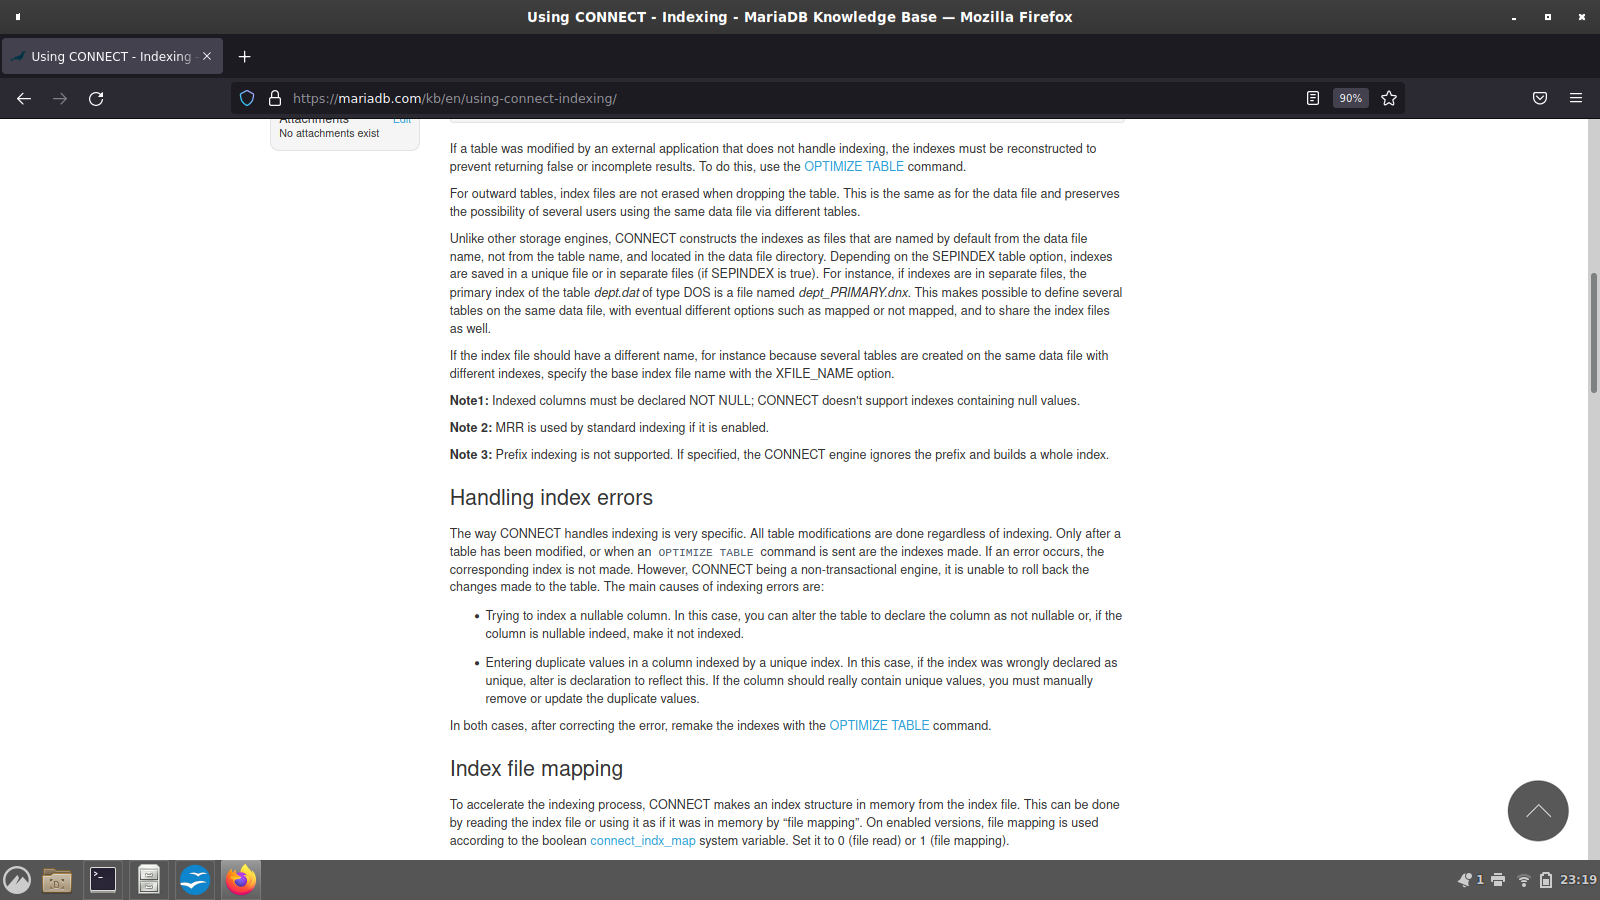 Using CONNECT - Indexing - MariaDB Knowledge Base — Mozilla Firefox
Using CONNECT - Indexing
https://mariadb.com/kb/en/using-connect-indexing/
90%
Attachments Edit
No attachments exist
If a table was modified by an external application that does not handle indexing, the indexes must be reconstructed to
prevent returning false or incomplete results. To do this, use the OPTIMIZE TABLE command.
For outward tables, index files are not erased when dropping the table. This is the same as for the data file and preserves
the possibility of several users using the same data file via different tables.
Unlike other storage engines, CONNECT constructs the indexes as files that are named by default from the data file
name, not from the table name, and located in the data file directory. Depending on the SEPINDEX table option, indexes
are saved in a unique file or in separate files (if SEPINDEX is true). For instance, if indexes are in separate files, the
primary index of the table dept.dat of type DOS is a file named dept_PRIMARY.dnx. This makes possible to define several
tables on the same data file, with eventual different options such as mapped or not mapped, and to share the index files
as well.
If the index file should have a different name, for instance because several tables are created on the same data file with
different indexes, specify the base index file name with the XFILE_NAME option.
Note1: Indexed columns must be declared NOT NULL; CONNECT doesn't support indexes containing null values.
Note 2: MRR is used by standard indexing if it is enabled.
Note 3: Prefix indexing is not supported. If specified, the CONNECT engine ignores the prefix and builds a whole index.
Handling index errors
The way CONNECT handles indexing is very specific. All table modifications are done regardless of indexing. Only after a
table has been modified, or when an OPTIMIZE TABLE command is sent are the indexes made. If an error occurs, the
corresponding index is not made. However, CONNECT being a non-transactional engine, it is unable to roll back the
changes made to the table. The main causes of indexing errors are:
• Trying to index a nullable column. In this case, you can alter the table to declare the column as not nullable or, if the
column is nullable indeed, make it not indexed.
• Entering duplicate values in a column indexed by a unique index. In this case, if the index was wrongly declared as
unique, alter is declaration to reflect this. If the column should really contain unique values, you must manually
remove or update the duplicate values.
In both cases, after correcting the error, remake the indexes with the OPTIMIZE TABLE command.
Index file mapping
To accelerate the indexing process, CONNECT makes an index structure in memory from the index file. This can be done
by reading the index file or using it as if it was in memory by “file mapping”. On enabled versions, file mapping is used
according to the boolean connect_indx_map system variable. Set it to 0 (file read) or 1 (file mapping).
1 23:19